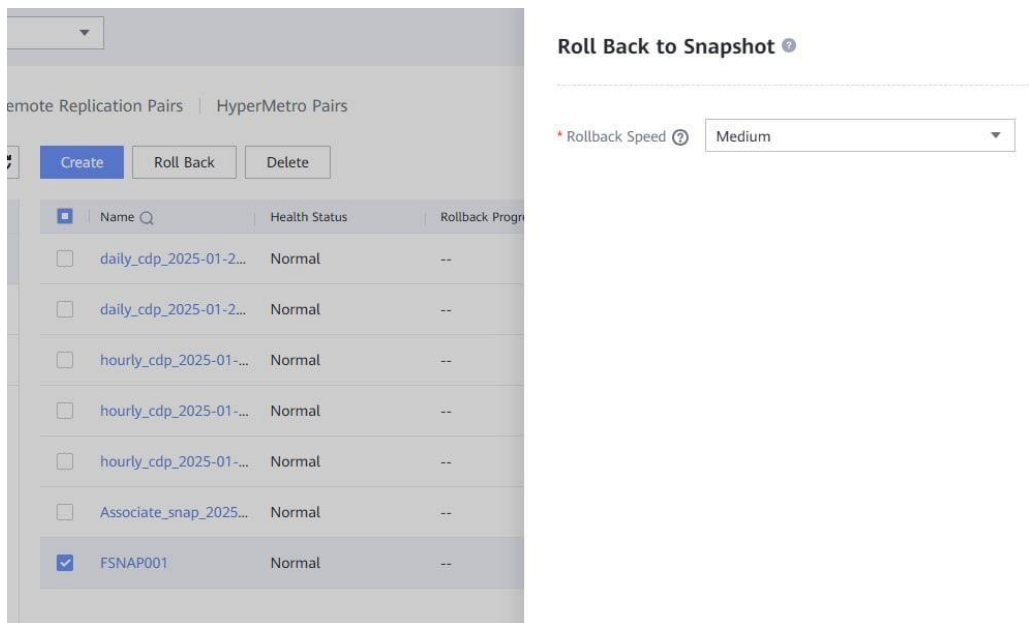 Roll Back to Snapshot
* Rollback Speed Medium
emote Replication Pairs | HyperMetro Pairs
Create Roll Back Delete
Name Health Status Rollback Progr
daily_cdp_2025-01-2... Normal --
daily_cdp_2025-01-2... Normal --
hourly_cdp_2025-01-... Normal --
hourly_cdp_2025-01-... Normal --
hourly_cdp_2025-01-... Normal --
Associate_snap_2025... Normal --
FSNAP001 Normal --